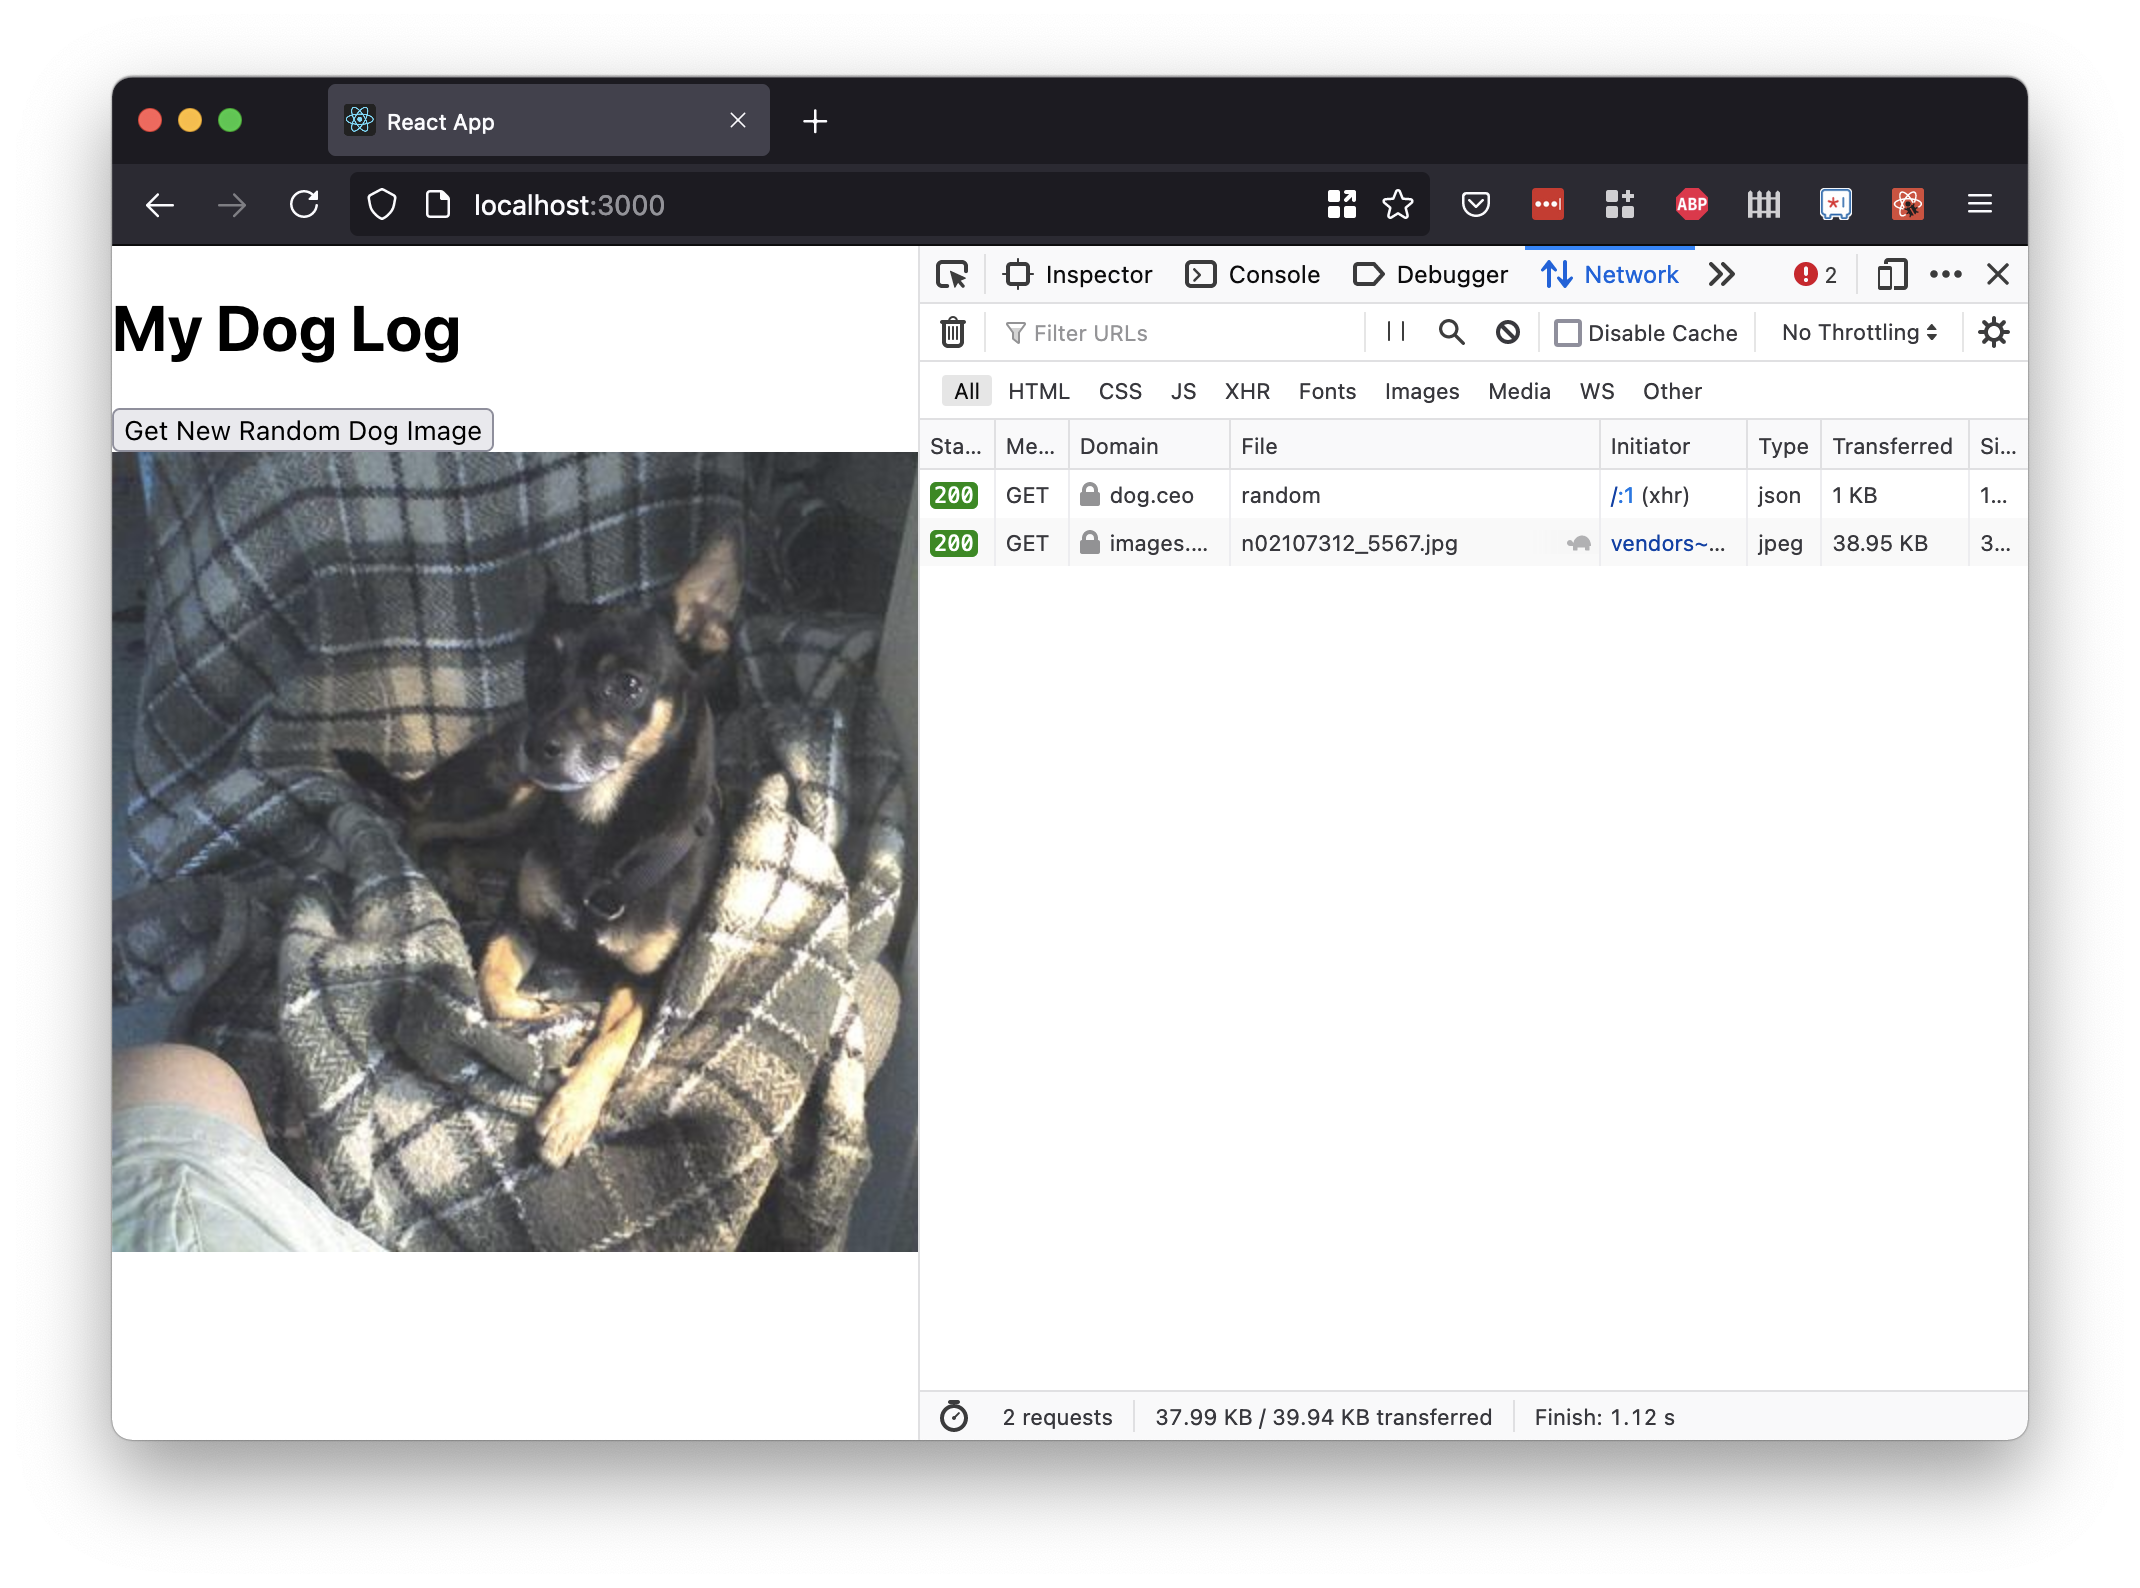 React App
localhost:3000
ABP
My Dog Log
Get New Random Dog Image
Inspector Console Debugger Network 2
Filter URLs Disable Cache No Throttling
All HTML CSS JS XHR Fonts Images Media WS Other
Sta... Me... Domain File Initiator Type Transferred Si...
200 GET dog.ceo random /:1 (xhr) json 1 KB 1...
200 GET images.... n02107312_5567.jpg vendors~... jpeg 38.95 KB 3...
2 requests 37.99 KB / 39.94 KB transferred Finish: 1.12 s